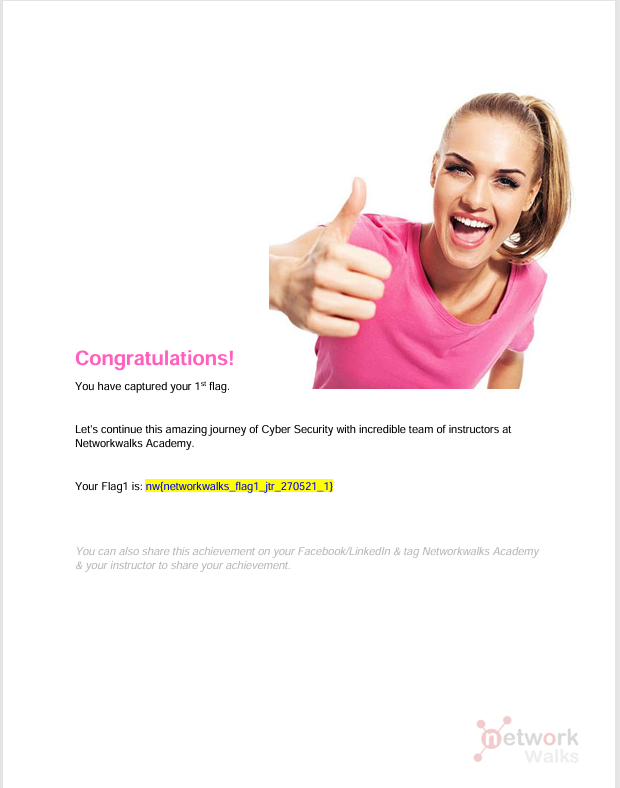 Congratulations!
You have captured your 1st flag.
Let's continue this amazing journey of Cyber Security with incredible team of instructors at
Networkwalks Academy.
Your Flag1 is: nw{networkwalks_flag1_jtr_270521_1}
You can also share this achievement on your Facebook/LinkedIn & tag Networkwalks Academy
& your instructor to share your achievement.
network
Walks